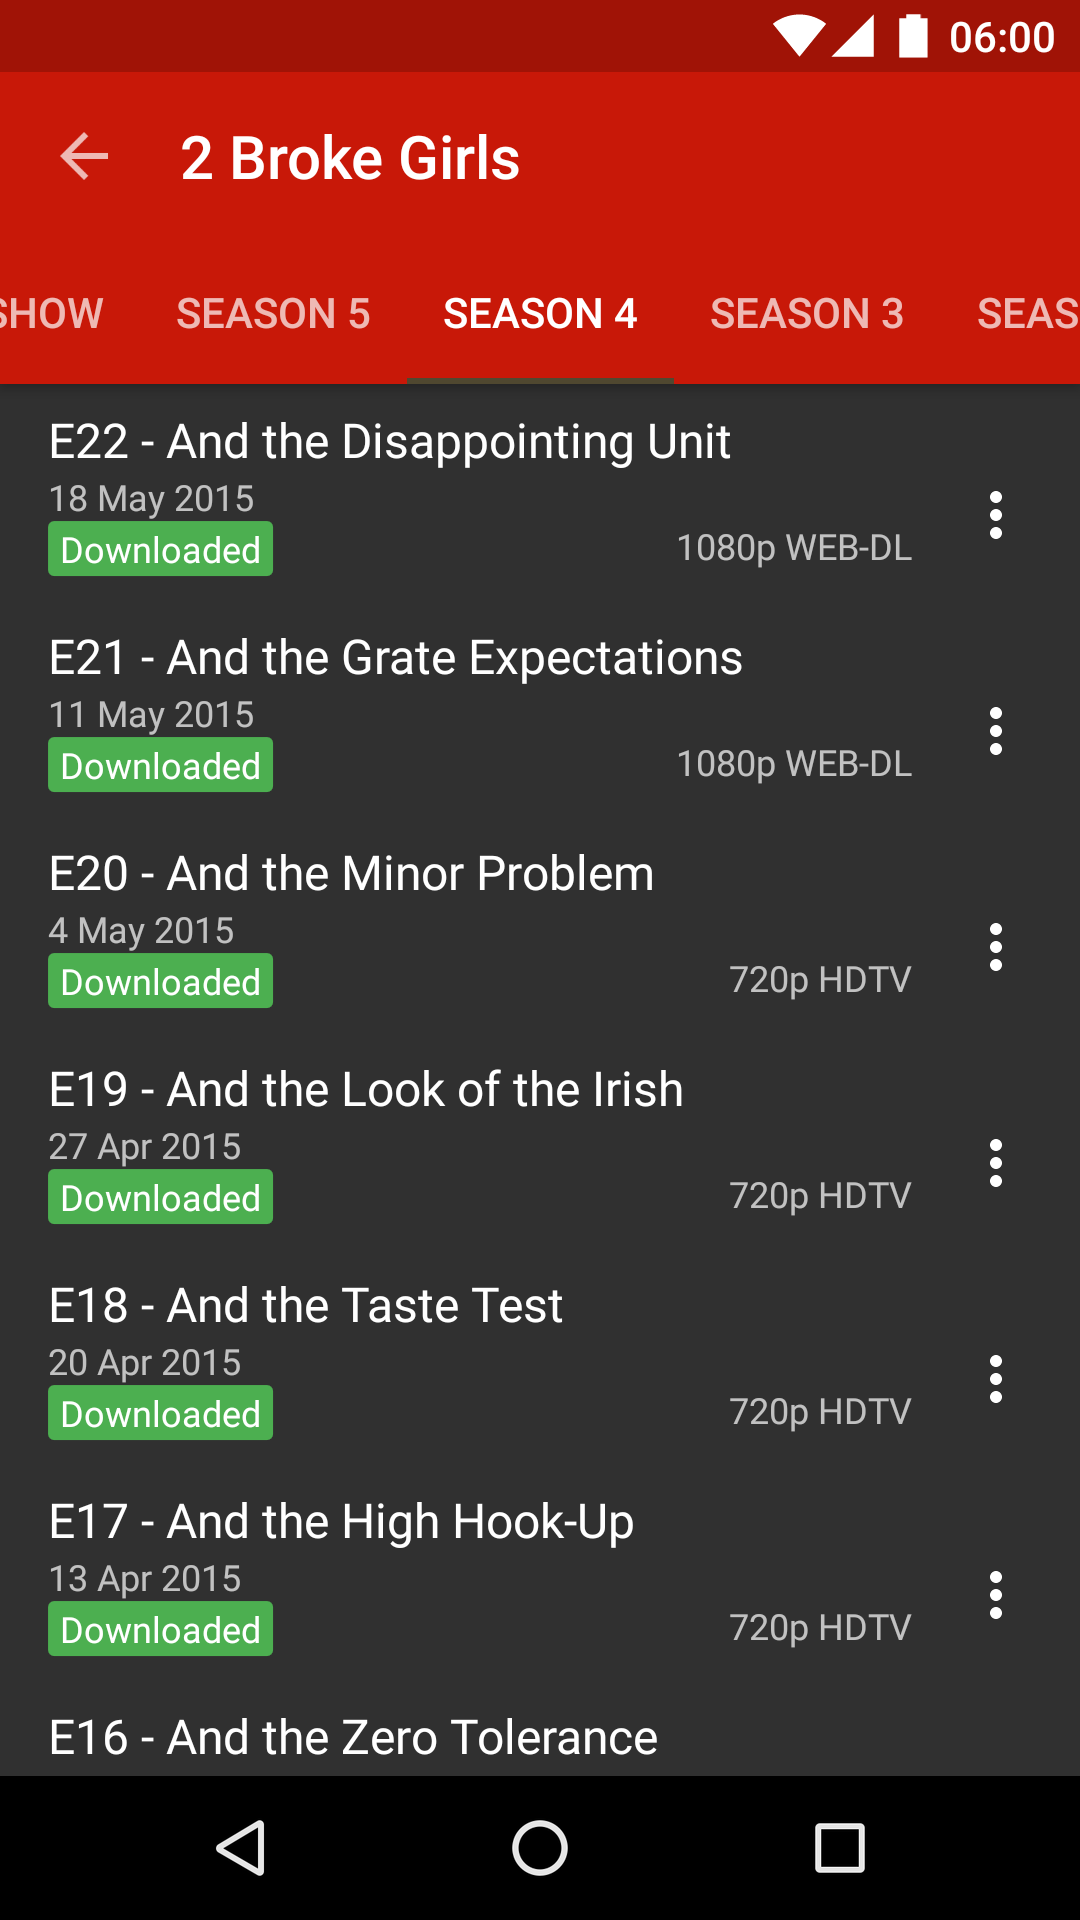 06:00
2 Broke Girls
SHOW SEASON 5 SEASON 4 SEASON 3 SEAS
E22 - And the Disappointing Unit
18 May 2015
Downloaded 1080p WEB-DL
E21 - And the Grate Expectations
11 May 2015
Downloaded 1080p WEB-DL
E20 - And the Minor Problem
4 May 2015
Downloaded 720p HDTV
E19 - And the Look of the Irish
27 Apr 2015
Downloaded 720p HDTV
E18 - And the Taste Test
20 Apr 2015
Downloaded 720p HDTV
E17 - And the High Hook-Up
13 Apr 2015
Downloaded 720p HDTV
E16 - And the Zero Tolerance